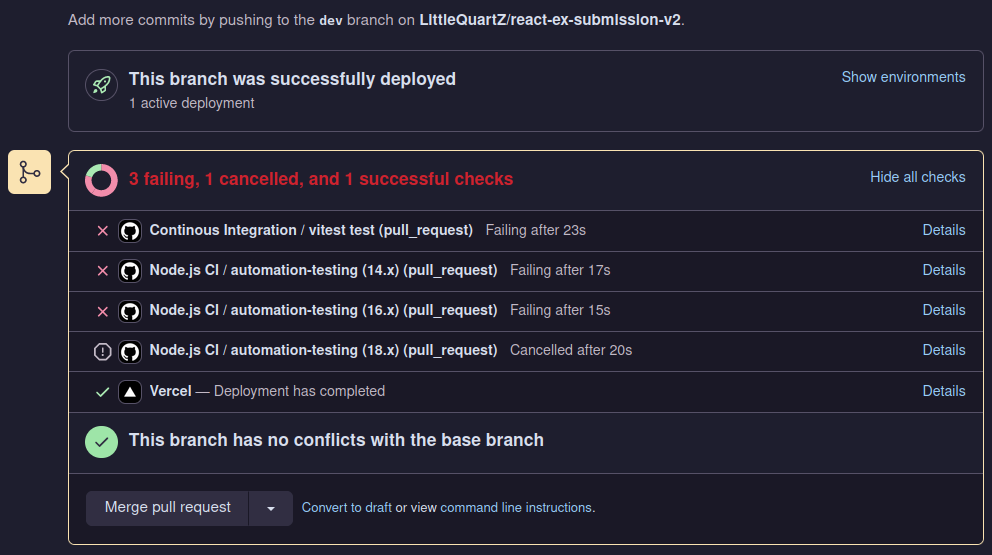 Add more commits by pushing to the dev branch on LIttleQuartZ/react-ex-submission-v2.
This branch was successfully deployed
Show environments
1 active deployment
3 failing, 1 cancelled, and 1 successful checks
Hide all checks
Continous Integration / vitest test (pull_request) Failing after 23s
Details
Node.js CI / automation-testing (14.x) (pull_request) Failing after 17s
Details
Node.js CI / automation-testing (16.x) (pull_request) Failing after 15s
Details
Node.js CI / automation-testing (18.x) (pull_request) Cancelled after 20s
Details
Vercel — Deployment has completed
Details
This branch has no conflicts with the base branch
Merge pull request
Convert to draft or view command line instructions.